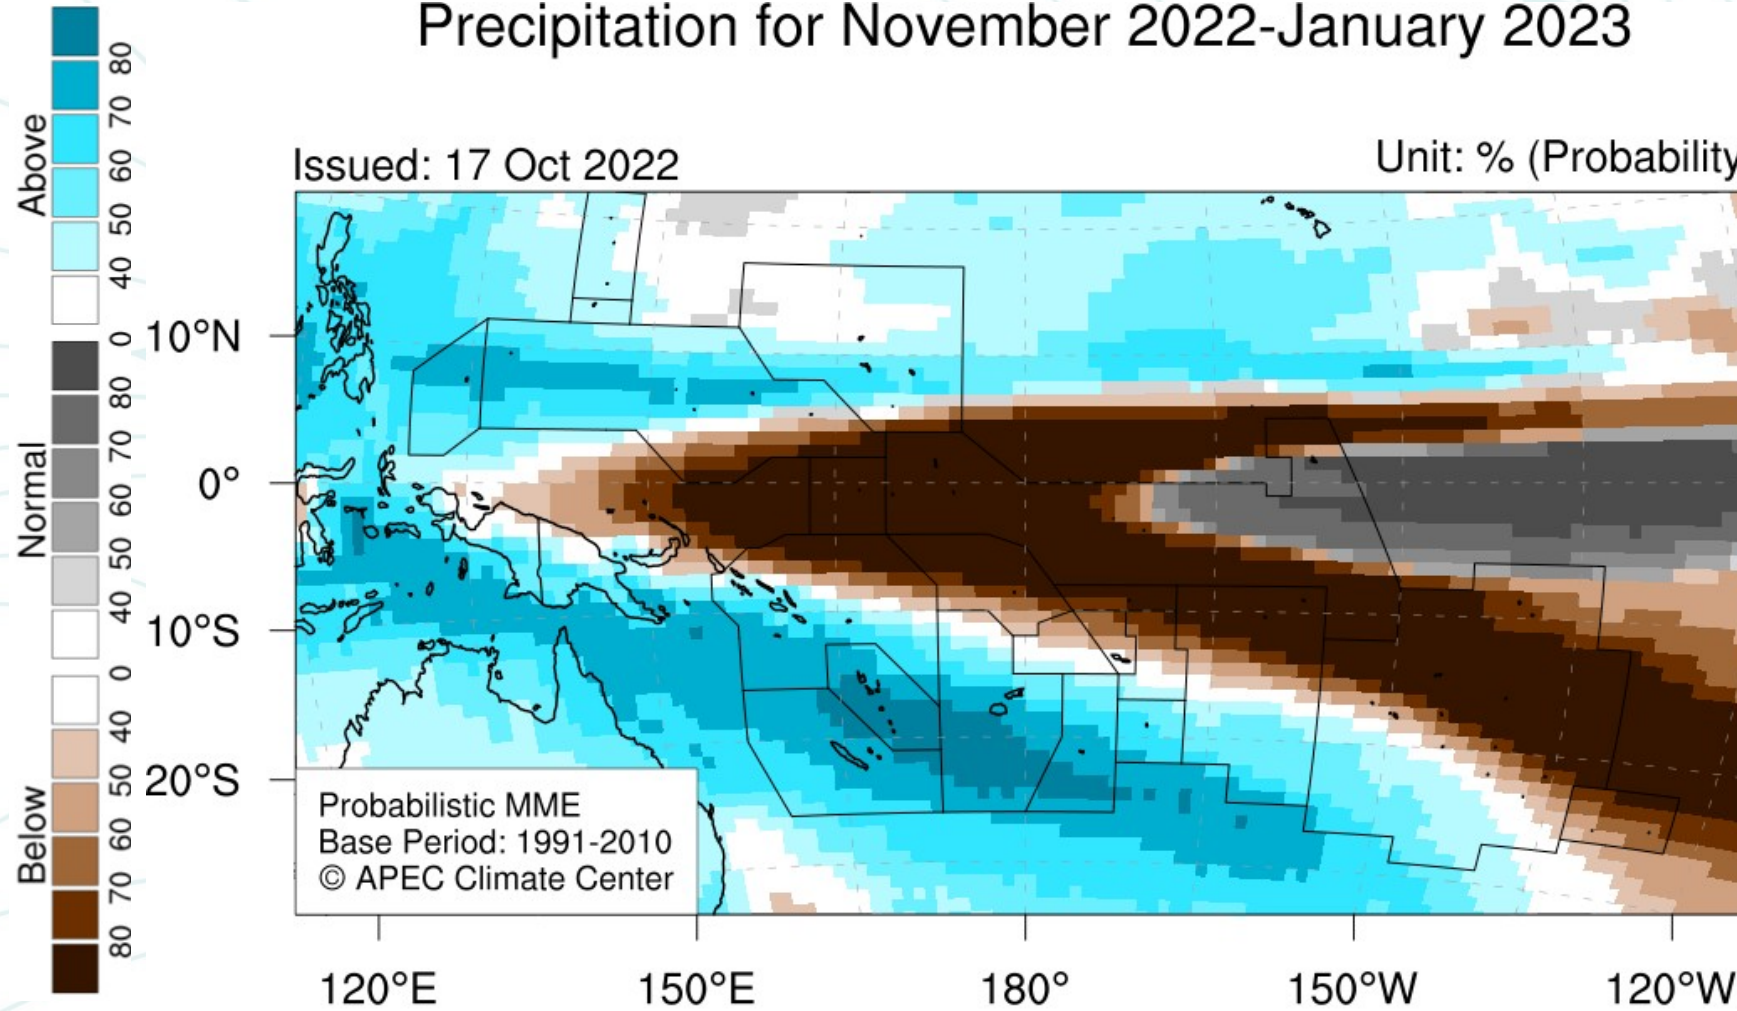 Precipitation for November 2022-January 2023
Issued: 17 Oct 2022
Unit: % (Probability
Above
80
70
60
50
40
0
Normal
80
70
60
50
40
0
Below
40
50
60
70
80
10°N
0°
10°S
20°S
Probabilistic MME
Base Period: 1991-2010
© APEC Climate Center
120°E
150°E
180°
150°W
120°W